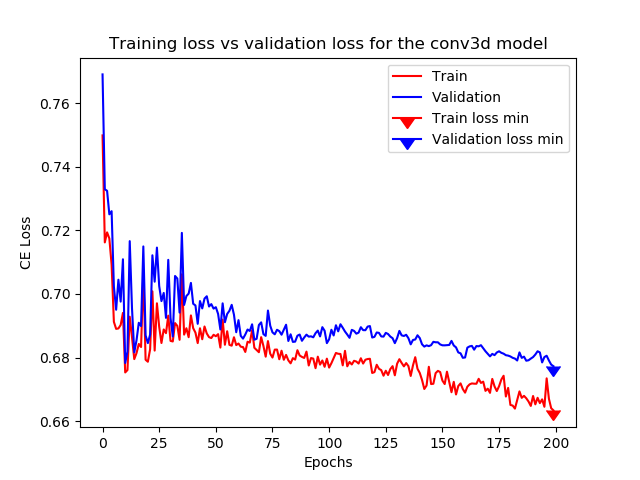 Training loss vs validation loss for the conv3d model
Train
Validation
Train loss min
Validation loss min
0.76
0.74
0.72
0.70
0.68
0.66
CE Loss
0
25
50
75
100
125
150
175
200
Epochs